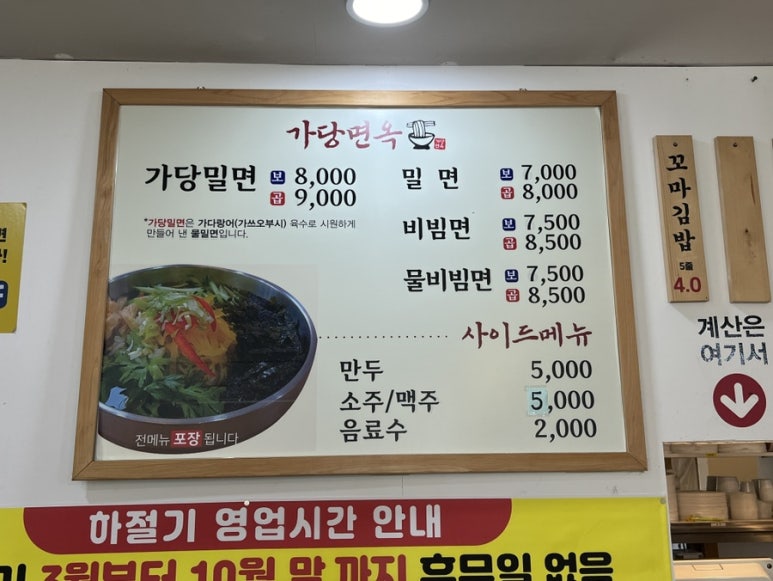 가당면옥
가당밀면 보 8,000
곱 9,000
*가당밀면은 가다랑어(가쓰오부시) 육수로 시원하게
만들어 낸 물밀면입니다.
밀 면 보 7,000
곱 8,000
비빔면 보 7,500
곱 8,500
물비빔면 보 7,500
곱 8,500
사이드메뉴
만두 5,000
소주/맥주 5,000
음료수 2,000
전메뉴 포장 됩니다
꼬마김밥
5줄
4.0
계산은
여기서
하절기 영업시간 안내
3월부터 10월 말 까지 휴무일 없음